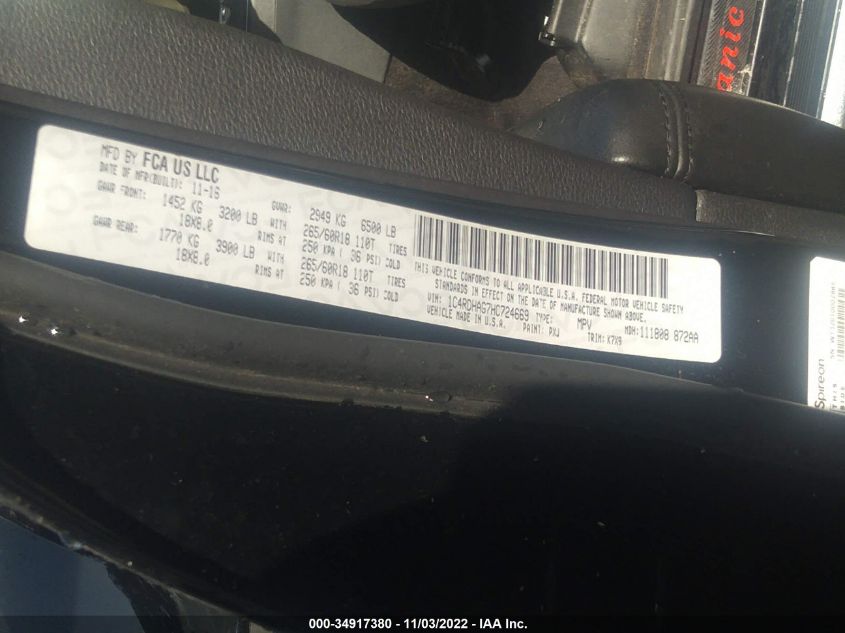 MFD BY FCA US LLC
DATE OF MFR(BUILT): 11-16
GVWR: 2949 KG 6500 LB
GAWR FRONT: 1452 KG 3200 LB WITH 265/60R18 110T TIRES
18X8.0 RIMS AT 250 KPA ( 36 PSI) COLD
GAWR REAR: 1770 KG 3900 LB WITH 265/60R18 110T TIRES
18X8.0 RIMS AT 250 KPA ( 36 PSI) COLD
THIS VEHICLE CONFORMS TO ALL APPLICABLE U.S.A. FEDERAL MOTOR VEHICLE SAFETY
STANDARDS IN EFFECT ON THE DATE OF MANUFACTURE SHOWN ABOVE.
VIN: 1C4RDHAG7HC724669 TYPE: MPV MDH:111808 872AA
VEHICLE MADE IN U.S.A. PAINT: PXJ TRIM: K7X9
anic
Spireon
THIS
000-34917380 - 11/03/2022 - IAA Inc.